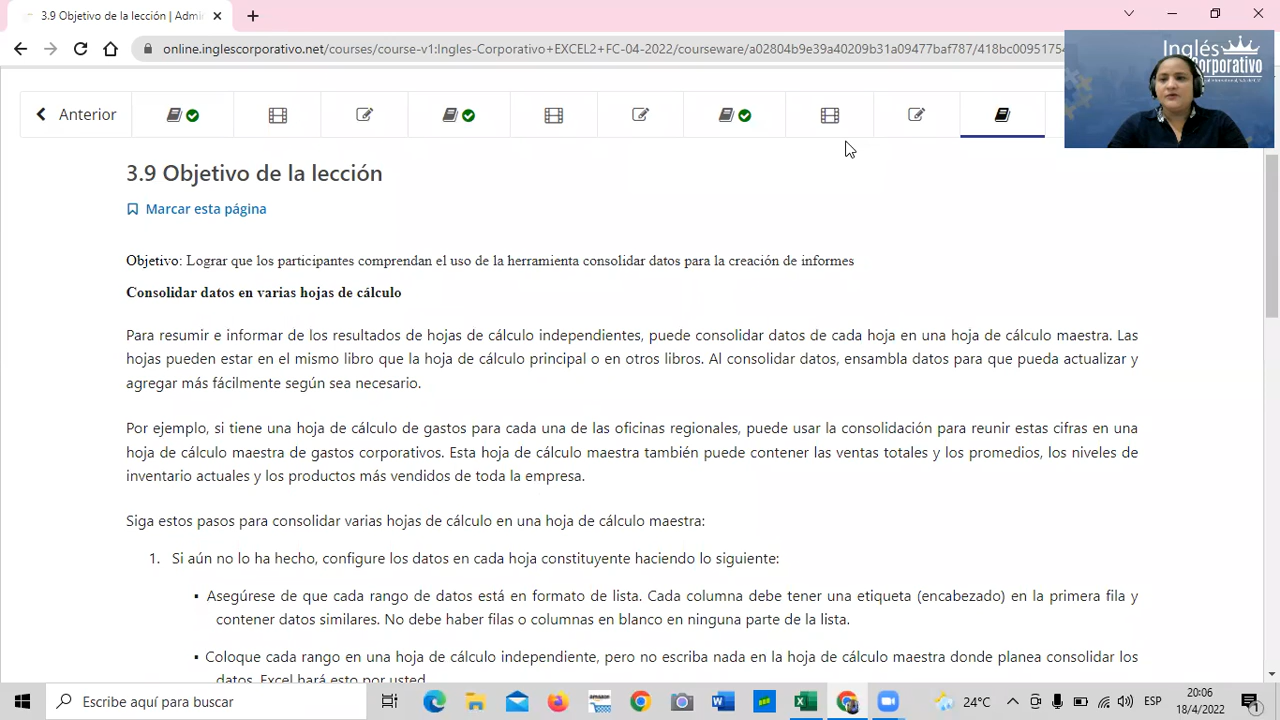 3.9 Objetivo de la lección | Admi
online.inglescorporativo.net/courses/course-v1:Ingles-Corporativo+EXCEL2+FC-04-2022/courseware/a02804b9e39a40209b31a09477baf787/418bc0095175
Inglés
Corporativo
Anterior
3.9 Objetivo de la lección
Marcar esta página
Objetivo: Lograr que los participantes comprendan el uso de la herramienta consolidar datos para la creación de informes
Consolidar datos en varias hojas de cálculo
Para resumir e informar de los resultados de hojas de cálculo independientes, puede consolidar datos de cada hoja en una hoja de cálculo maestra. Las
hojas pueden estar en el mismo libro que la hoja de cálculo principal o en otros libros. Al consolidar datos, ensambla datos para que pueda actualizar y
agregar más fácilmente según sea necesario.
Por ejemplo, si tiene una hoja de cálculo de gastos para cada una de las oficinas regionales, puede usar la consolidación para reunir estas cifras en una
hoja de cálculo maestra de gastos corporativos. Esta hoja de cálculo maestra también puede contener las ventas totales y los promedios, los niveles de
inventario actuales y los productos más vendidos de toda la empresa.
Siga estos pasos para consolidar varias hojas de cálculo en una hoja de cálculo maestra:
1. Si aún no lo ha hecho, configure los datos en cada hoja constituyente haciendo lo siguiente:
▪ Asegúrese de que cada rango de datos está en formato de lista. Cada columna debe tener una etiqueta (encabezado) en la primera fila y
contener datos similares. No debe haber filas o columnas en blanco en ninguna parte de la lista.
▪ Coloque cada rango en una hoja de cálculo independiente, pero no escriba nada en la hoja de cálculo maestra donde planea consolidar los
datos. Excel hará esto por usted.
Escribe aquí para buscar
amazon
24°C
ESP
20:06
18/4/2022